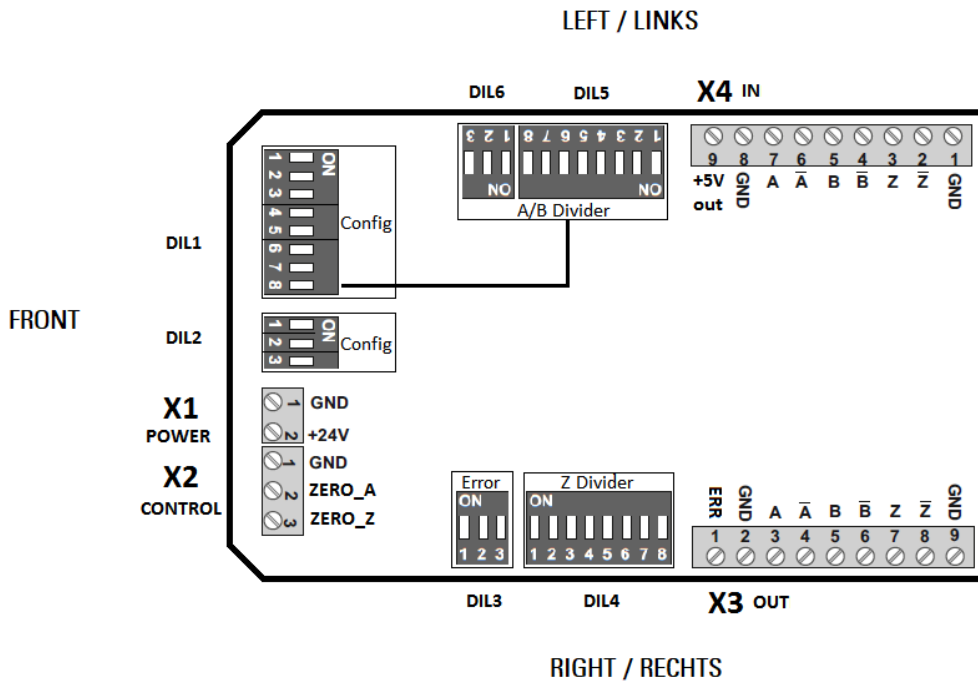 LEFT / LINKS
DIL6 DIL5 X4 IN
3 2 1 8 7 6 5 4 3 2 1
ON ON
A/B Divider
9 8 7 6 5 4 3 2 1
+5V out GND A A̅ B B̅ Z Z̅ GND
DIL1
1 2 3 4 5 6 7 8
ON
Config
FRONT
DIL2
1 2 3
ON
Config
X1
POWER
1 GND
2 +24V
X2
CONTROL
1 GND
2 ZERO_A
3 ZERO_Z
Error Z Divider
ON ON
1 2 3 1 2 3 4 5 6 7 8
DIL3 DIL4
ERR GND A A̅ B B̅ Z Z̅ GND
1 2 3 4 5 6 7 8 9
X3 OUT
RIGHT / RECHTS